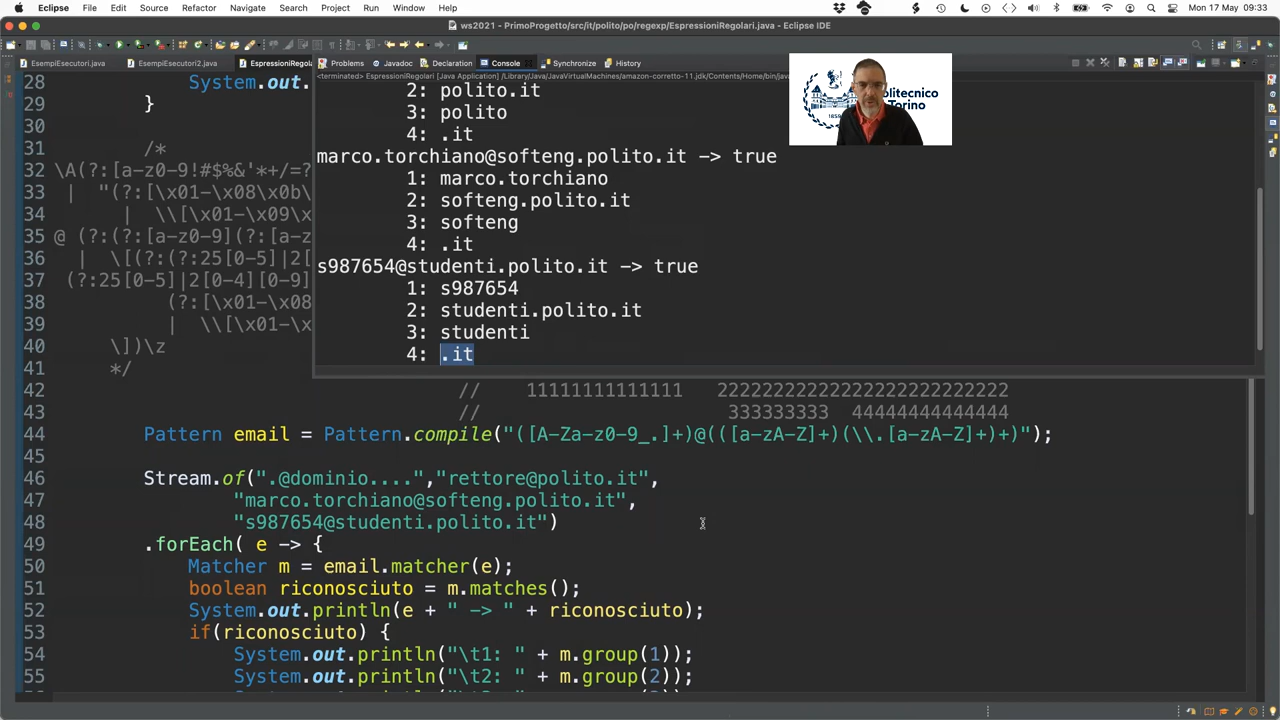 Eclipse File Edit Source Refactor Navigate Search Project Run Window Help Mon 17 May 09:33
ws2021 - PrimoProgetto/src/it/polito/po/regexp/EspressioniRegolari.java - Eclipse IDE
EsempiEsecutori.java EsempiEsecutori2.java EspressioniRegolari Problems Javadoc Declaration Console Synchronize History
<terminated> EspressioniRegolari [Java Application] /Library/Java/JavaVirtualMachines/amazon-corretto-11.jdk/Contents/Home/bin/java
2: polito.it
3: polito
4: .it
marco.torchiano@softeng.polito.it -> true
1: marco.torchiano
2: softeng.polito.it
3: softeng
4: .it
s987654@studenti.polito.it -> true
1: s987654
2: studenti.polito.it
3: studenti
4: .it
Politecnico
Torino
1859
28 System.out.
29 }
30
31 /*
32 \A(?:[a-z0-9!#$%&'*+/=?
33 | "(?:[\x01-\x08\x0b\
34 | \\[\x01-\x09\
35 @ (?:(?:[a-z0-9](?:[a-z
36 | \[(?:(?:25[0-5]|2[
37 (?:25[0-5]|2[0-4][0-9]
38 (?:[\x01-\x08
39 | \\[\x01-\
40 \])\z
41 */
42 // 11111111111111 22222222222222222222222222
43 // 333333333 44444444444444
44 Pattern email = Pattern.compile("([A-Za-z0-9_.]+)@(([a-zA-Z]+)(\\.[a-zA-Z]+)+)");
45
46 Stream.of(".@dominio....","rettore@polito.it",
47 "marco.torchiano@softeng.polito.it",
48 "s987654@studenti.polito.it")
49 .forEach( e -> {
50 Matcher m = email.matcher(e);
51 boolean riconosciuto = m.matches();
52 System.out.println(e + " -> " + riconosciuto);
53 if(riconosciuto) {
54 System.out.println("\t1: " + m.group(1));
55 System.out.println("\t2: " + m.group(2));